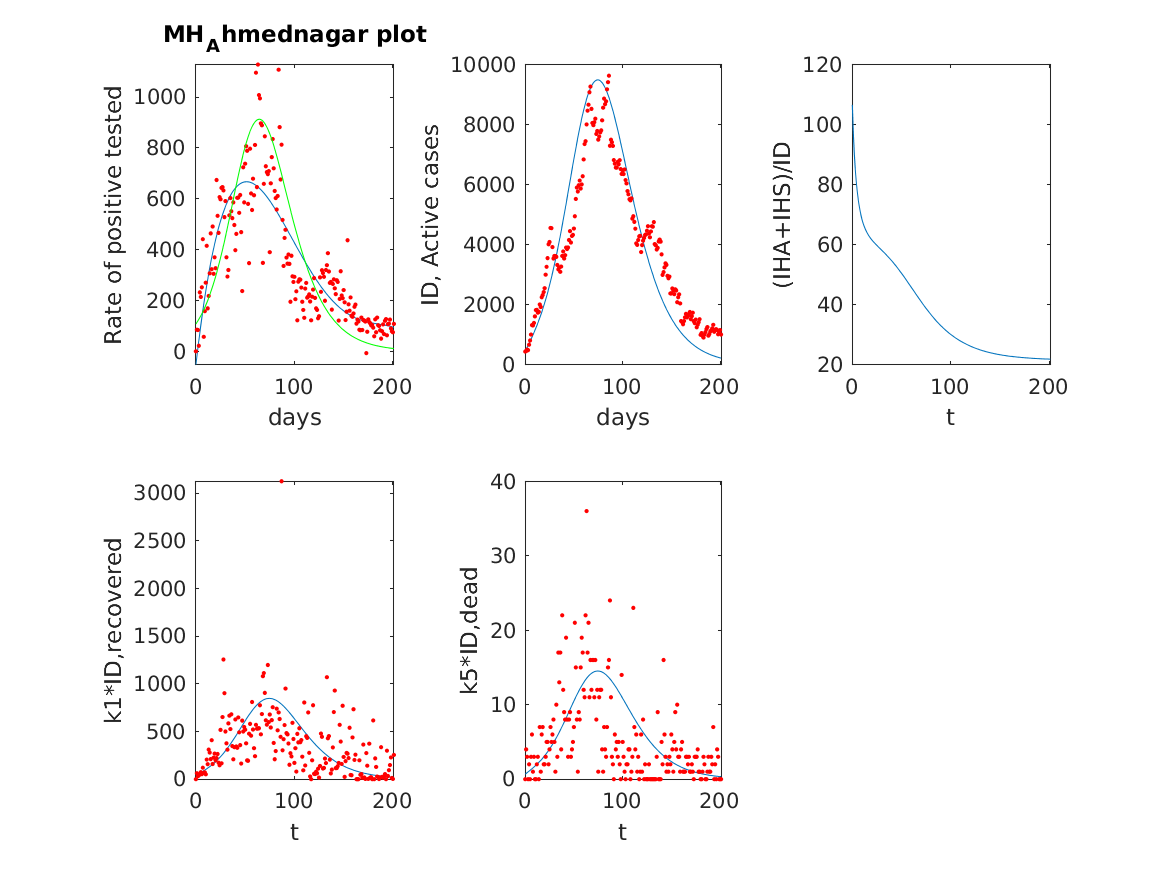 MH_Ahmednagar plot
Rate of positive tested
1000
800
600
400
200
0
0 100 200
days
ID, Active cases
10000
8000
6000
4000
2000
0
0 100 200
days
(IHA+IHS)/ID
120
100
80
60
40
20
0 100 200
t
k1*ID,recovered
3000
2500
2000
1500
1000
500
0
0 100 200
t
k5*ID,dead
40
30
20
10
0
0 100 200
t